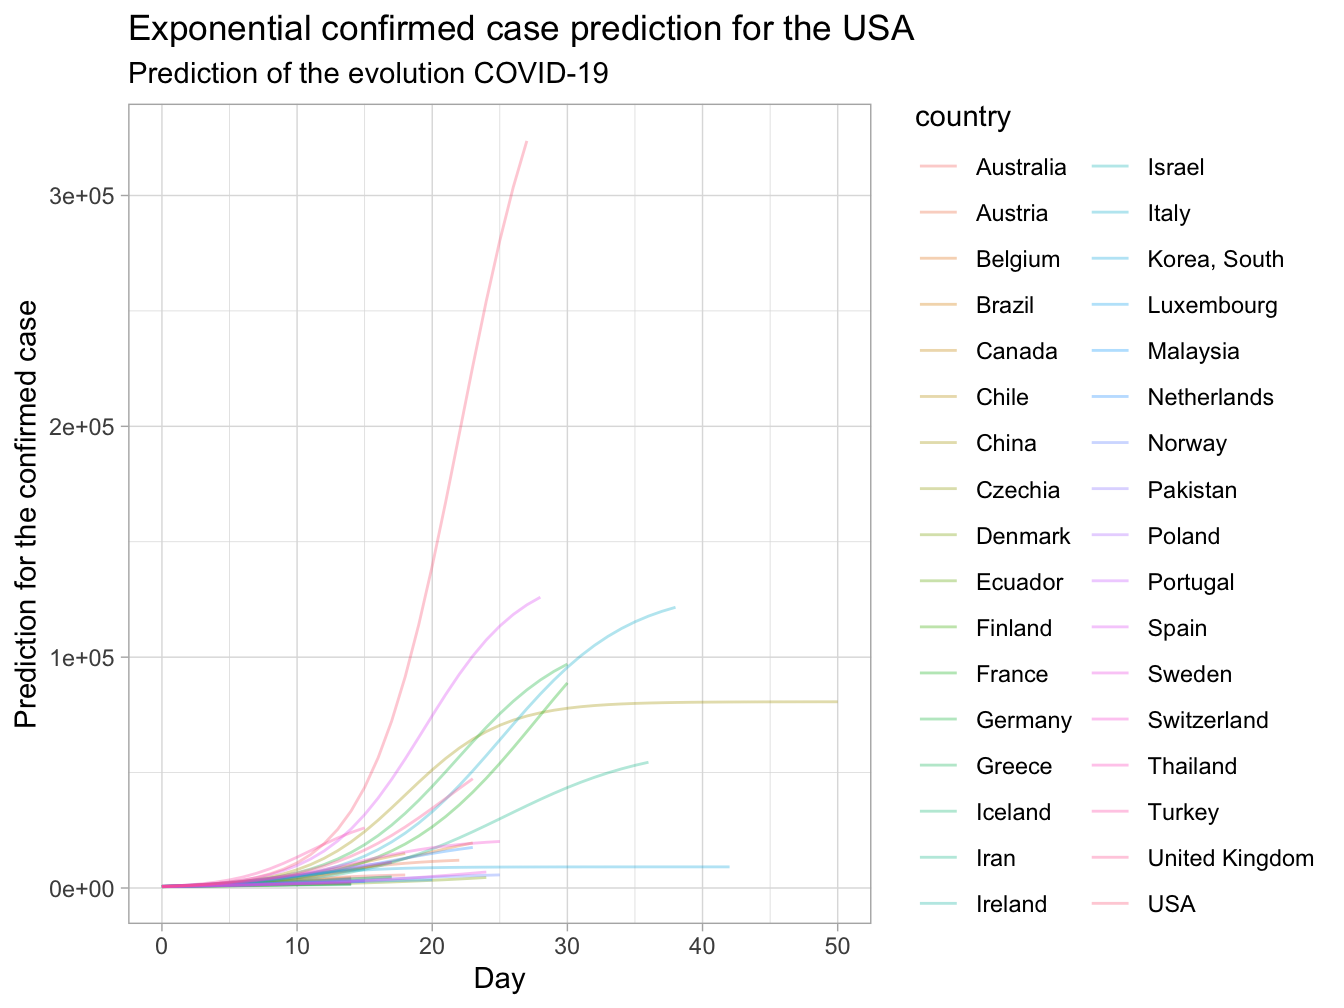 Exponential confirmed case prediction for the USA
Prediction of the evolution COVID-19
Prediction for the confirmed case
3e+05
2e+05
1e+05
0e+00
0 10 20 30 40 50
Day
country
Australia
Austria
Belgium
Brazil
Canada
Chile
China
Czechia
Denmark
Ecuador
Finland
France
Germany
Greece
Iceland
Iran
Ireland
Israel
Italy
Korea, South
Luxembourg
Malaysia
Netherlands
Norway
Pakistan
Poland
Portugal
Spain
Sweden
Switzerland
Thailand
Turkey
United Kingdom
USA